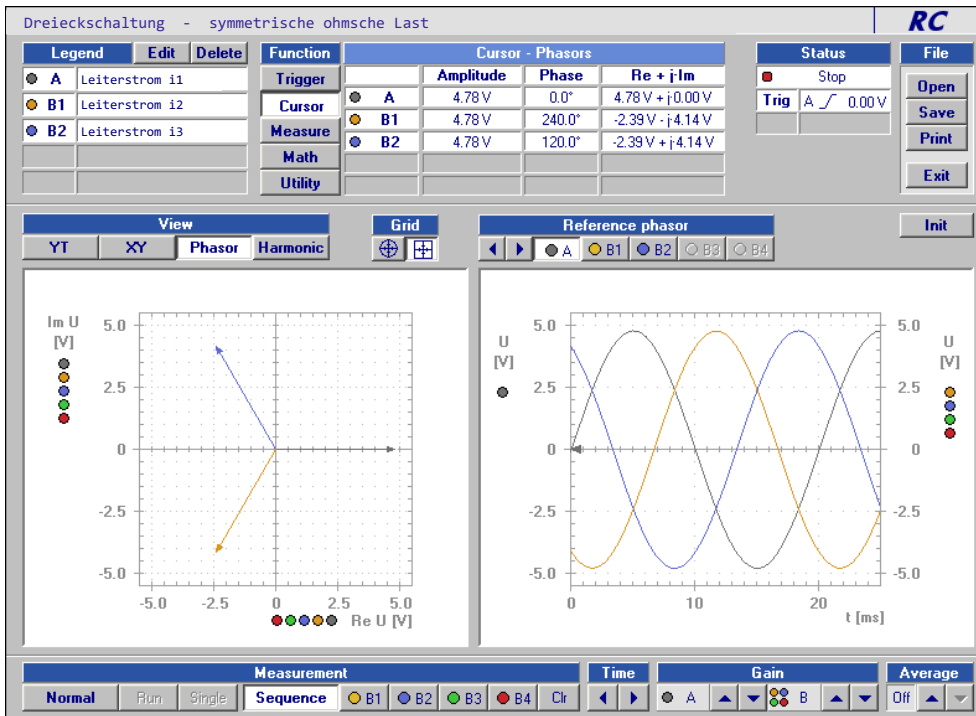 Dreieckschaltung - symmetrische ohmsche Last
RC
Legend Edit Delete
A Leiterstrom i1
B1 Leiterstrom i2
B2 Leiterstrom i3
Function
Trigger
Cursor
Measure
Math
Utility
Cursor - Phasors
Amplitude Phase Re + j·Im
A 4.78 V 0.0° 4.78 V + j·0.00 V
B1 4.78 V 240.0° -2.39 V - j·4.14 V
B2 4.78 V 120.0° -2.39 V + j·4.14 V
Status
Stop
Trig A 0.00 V
File
Open
Save
Print
Exit
View
YT XY Phasor Harmonic
Grid
Reference phasor
A B1 B2 B3 B4
Init
Im U
[V]
5.0
2.5
0
-2.5
-5.0
-5.0 -2.5 0 2.5 5.0
Re U [V]
U
[V]
5.0
2.5
0
-2.5
-5.0
5.0
2.5
0
-2.5
-5.0
U
[V]
0 10 20
t [ms]
Measurement
Normal Run Single Sequence B1 B2 B3 B4 Clr
Time
Gain
A B
Average
Off